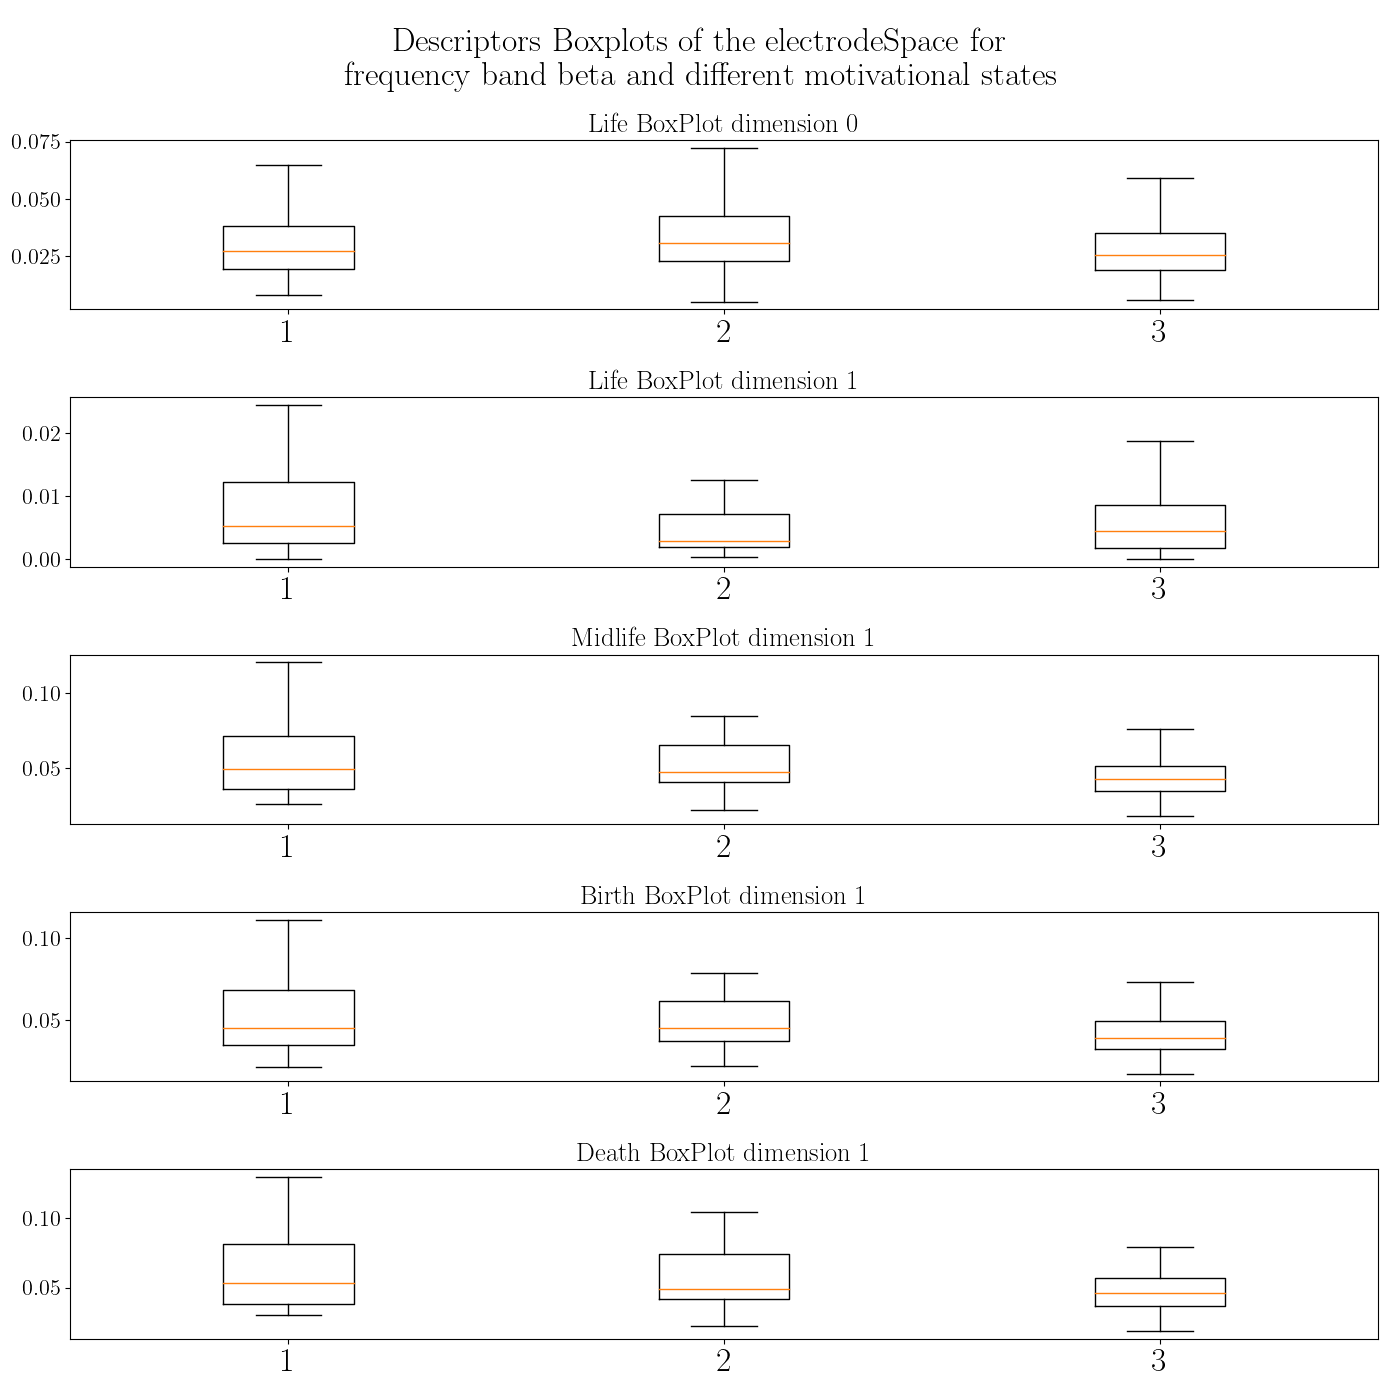 Descriptors Boxplots of the electrodeSpace for
frequency band beta and different motivational states
Life BoxPlot dimension 0
0.075
0.050
0.025
1 2 3
Life BoxPlot dimension 1
0.02
0.01
0.00
1 2 3
Midlife BoxPlot dimension 1
0.10
0.05
1 2 3
Birth BoxPlot dimension 1
0.10
0.05
1 2 3
Death BoxPlot dimension 1
0.10
0.05
1 2 3